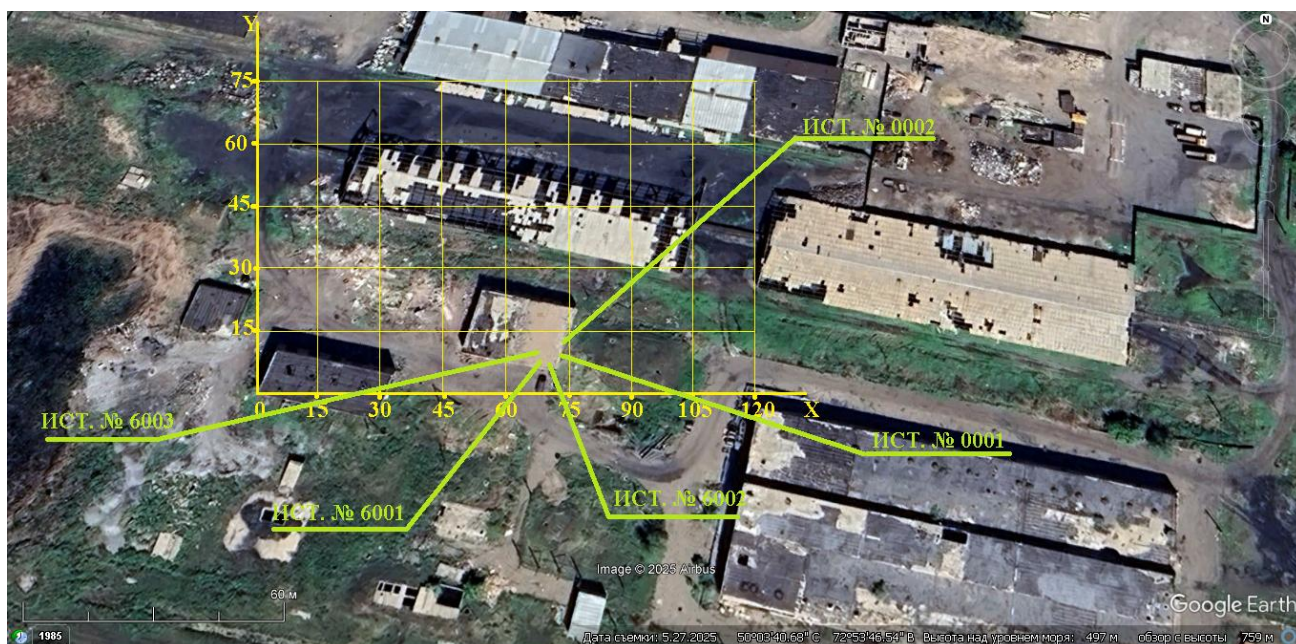 N
Y
75
60
45
30
15
0 15 30 45 60 75 90 105 120 X
ИСТ. № 0002
ИСТ. № 6003
ИСТ. № 0001
ИСТ. № 6002
ИСТ. № 6001
Image © 2025 Airbus
60 м
Google Earth
1985
Дата съемки: 5.27.2025 50°03'40.68" С 72°53'46.54" В Высота над уровнем моря: 497 м обзор с высоты 759 м